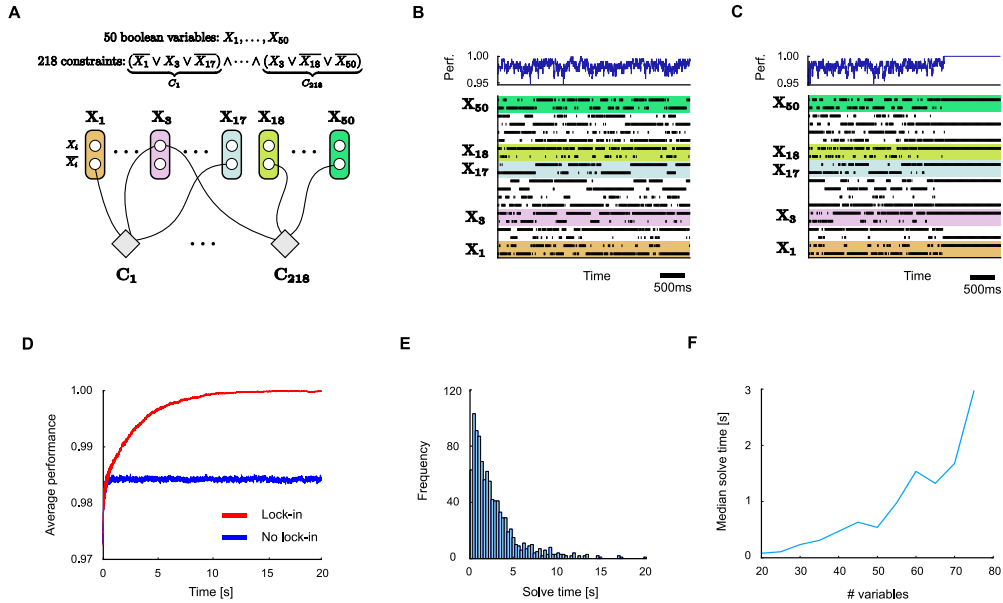 A
50 boolean variables: X₁, . . . , X₅₀
218 constraints: (X̅₁ ∨ X₃ ∨ X̅₁₇) ∧ ··· ∧ (X₃ ∨ X̅₁₈ ∨ X̅₅₀)
C₁ C₂₁₈
X₁ X₃ X₁₇ X₁₈ X₅₀
Xᵢ
X̅ᵢ
··· ··· ···
···
C₁ C₂₁₈
B
Perf.
1.00
0.95
X₅₀
X₁₈
X₁₇
X₃
X₁
Time
500ms
C
Perf.
1.00
0.95
X₅₀
X₁₈
X₁₇
X₃
X₁
Time
500ms
D
Average performance
1.00
0.99
0.98
0.97
Lock-in
No lock-in
0 5 10 15 20
Time [s]
E
Frequency
120
80
40
0
0 5 10 15 20
Solve time [s]
F
Median solve time [s]
3
2
1
0
20 30 40 50 60 70 80
# variables